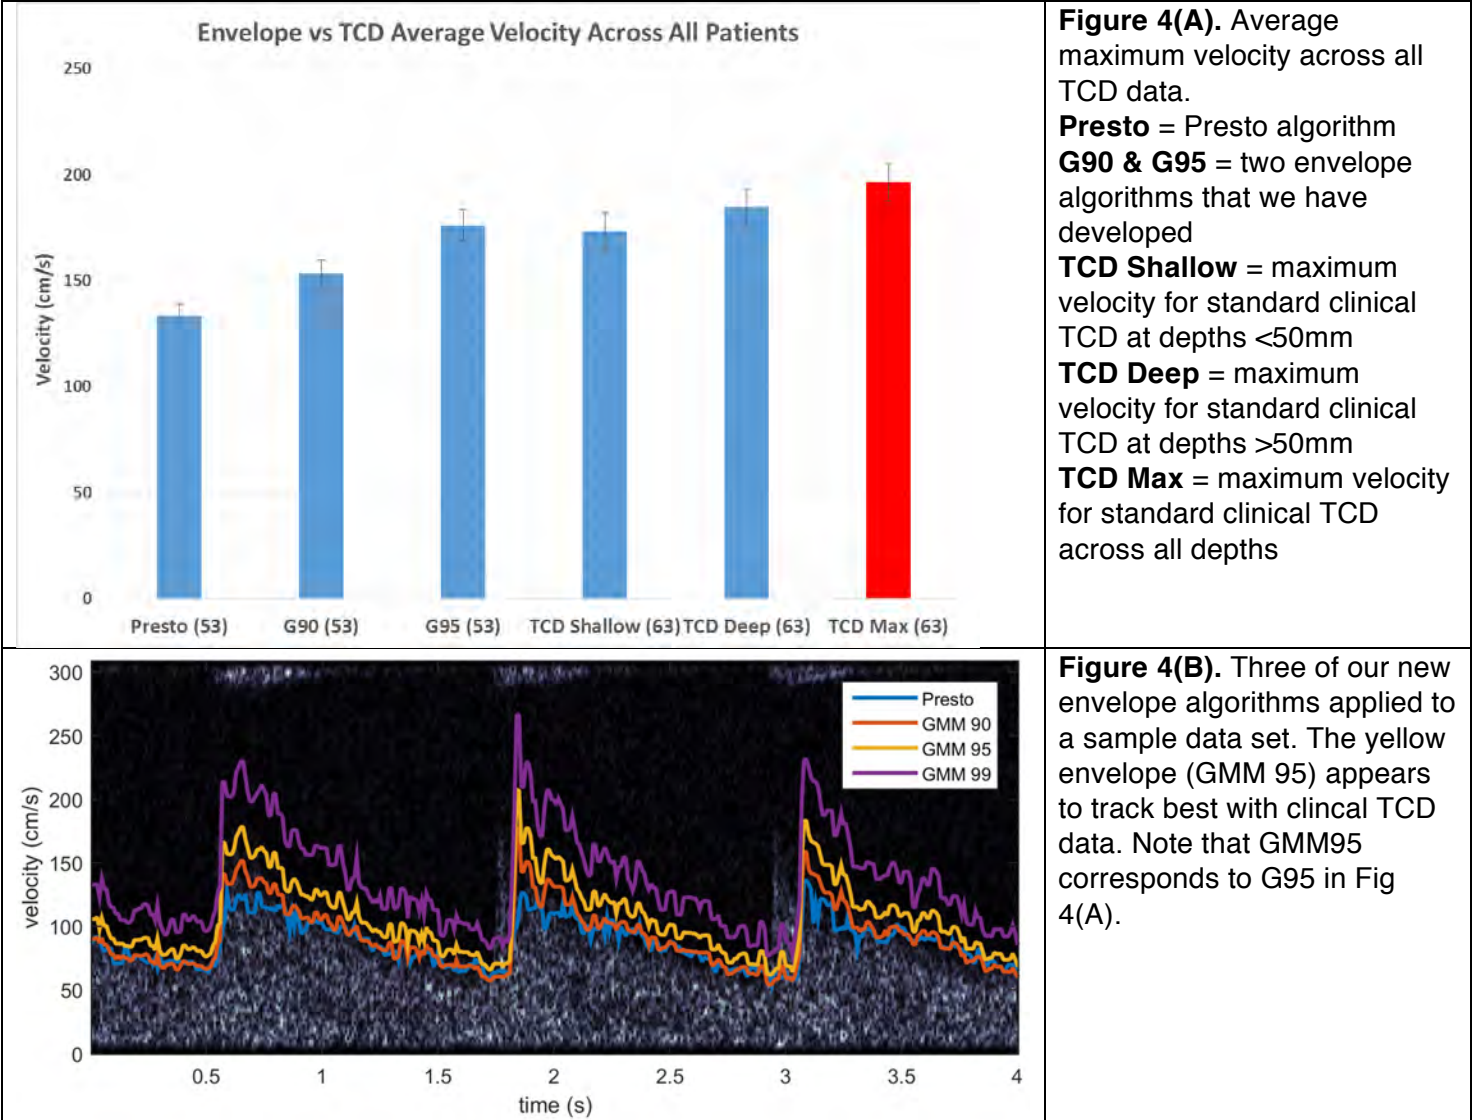 Envelope vs TCD Average Velocity Across All Patients
250
200
150
100
50
0
Velocity (cm/s)
Presto (53)
G90 (53)
G95 (53)
TCD Shallow (63)
TCD Deep (63)
TCD Max (63)
Figure 4(A). Average
maximum velocity across all
TCD data.
Presto = Presto algorithm
G90 & G95 = two envelope
algorithms that we have
developed
TCD Shallow = maximum
velocity for standard clinical
TCD at depths <50mm
TCD Deep = maximum
velocity for standard clinical
TCD at depths >50mm
TCD Max = maximum velocity
for standard clinical TCD
across all depths
300
250
200
150
100
50
0
velocity (cm/s)
Presto
GMM 90
GMM 95
GMM 99
0.5
1
1.5
2
2.5
3
3.5
4
time (s)
Figure 4(B). Three of our new
envelope algorithms applied to
a sample data set. The yellow
envelope (GMM 95) appears
to track best with clincal TCD
data. Note that GMM95
corresponds to G95 in Fig
4(A).